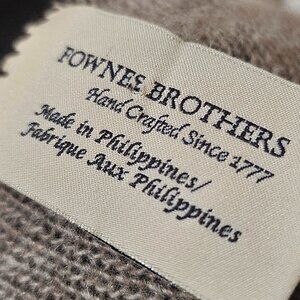 FOWNES BROTHERS
Hand Crafted Since 1777
Made in Philippines/
Fabrique Aux Philippines